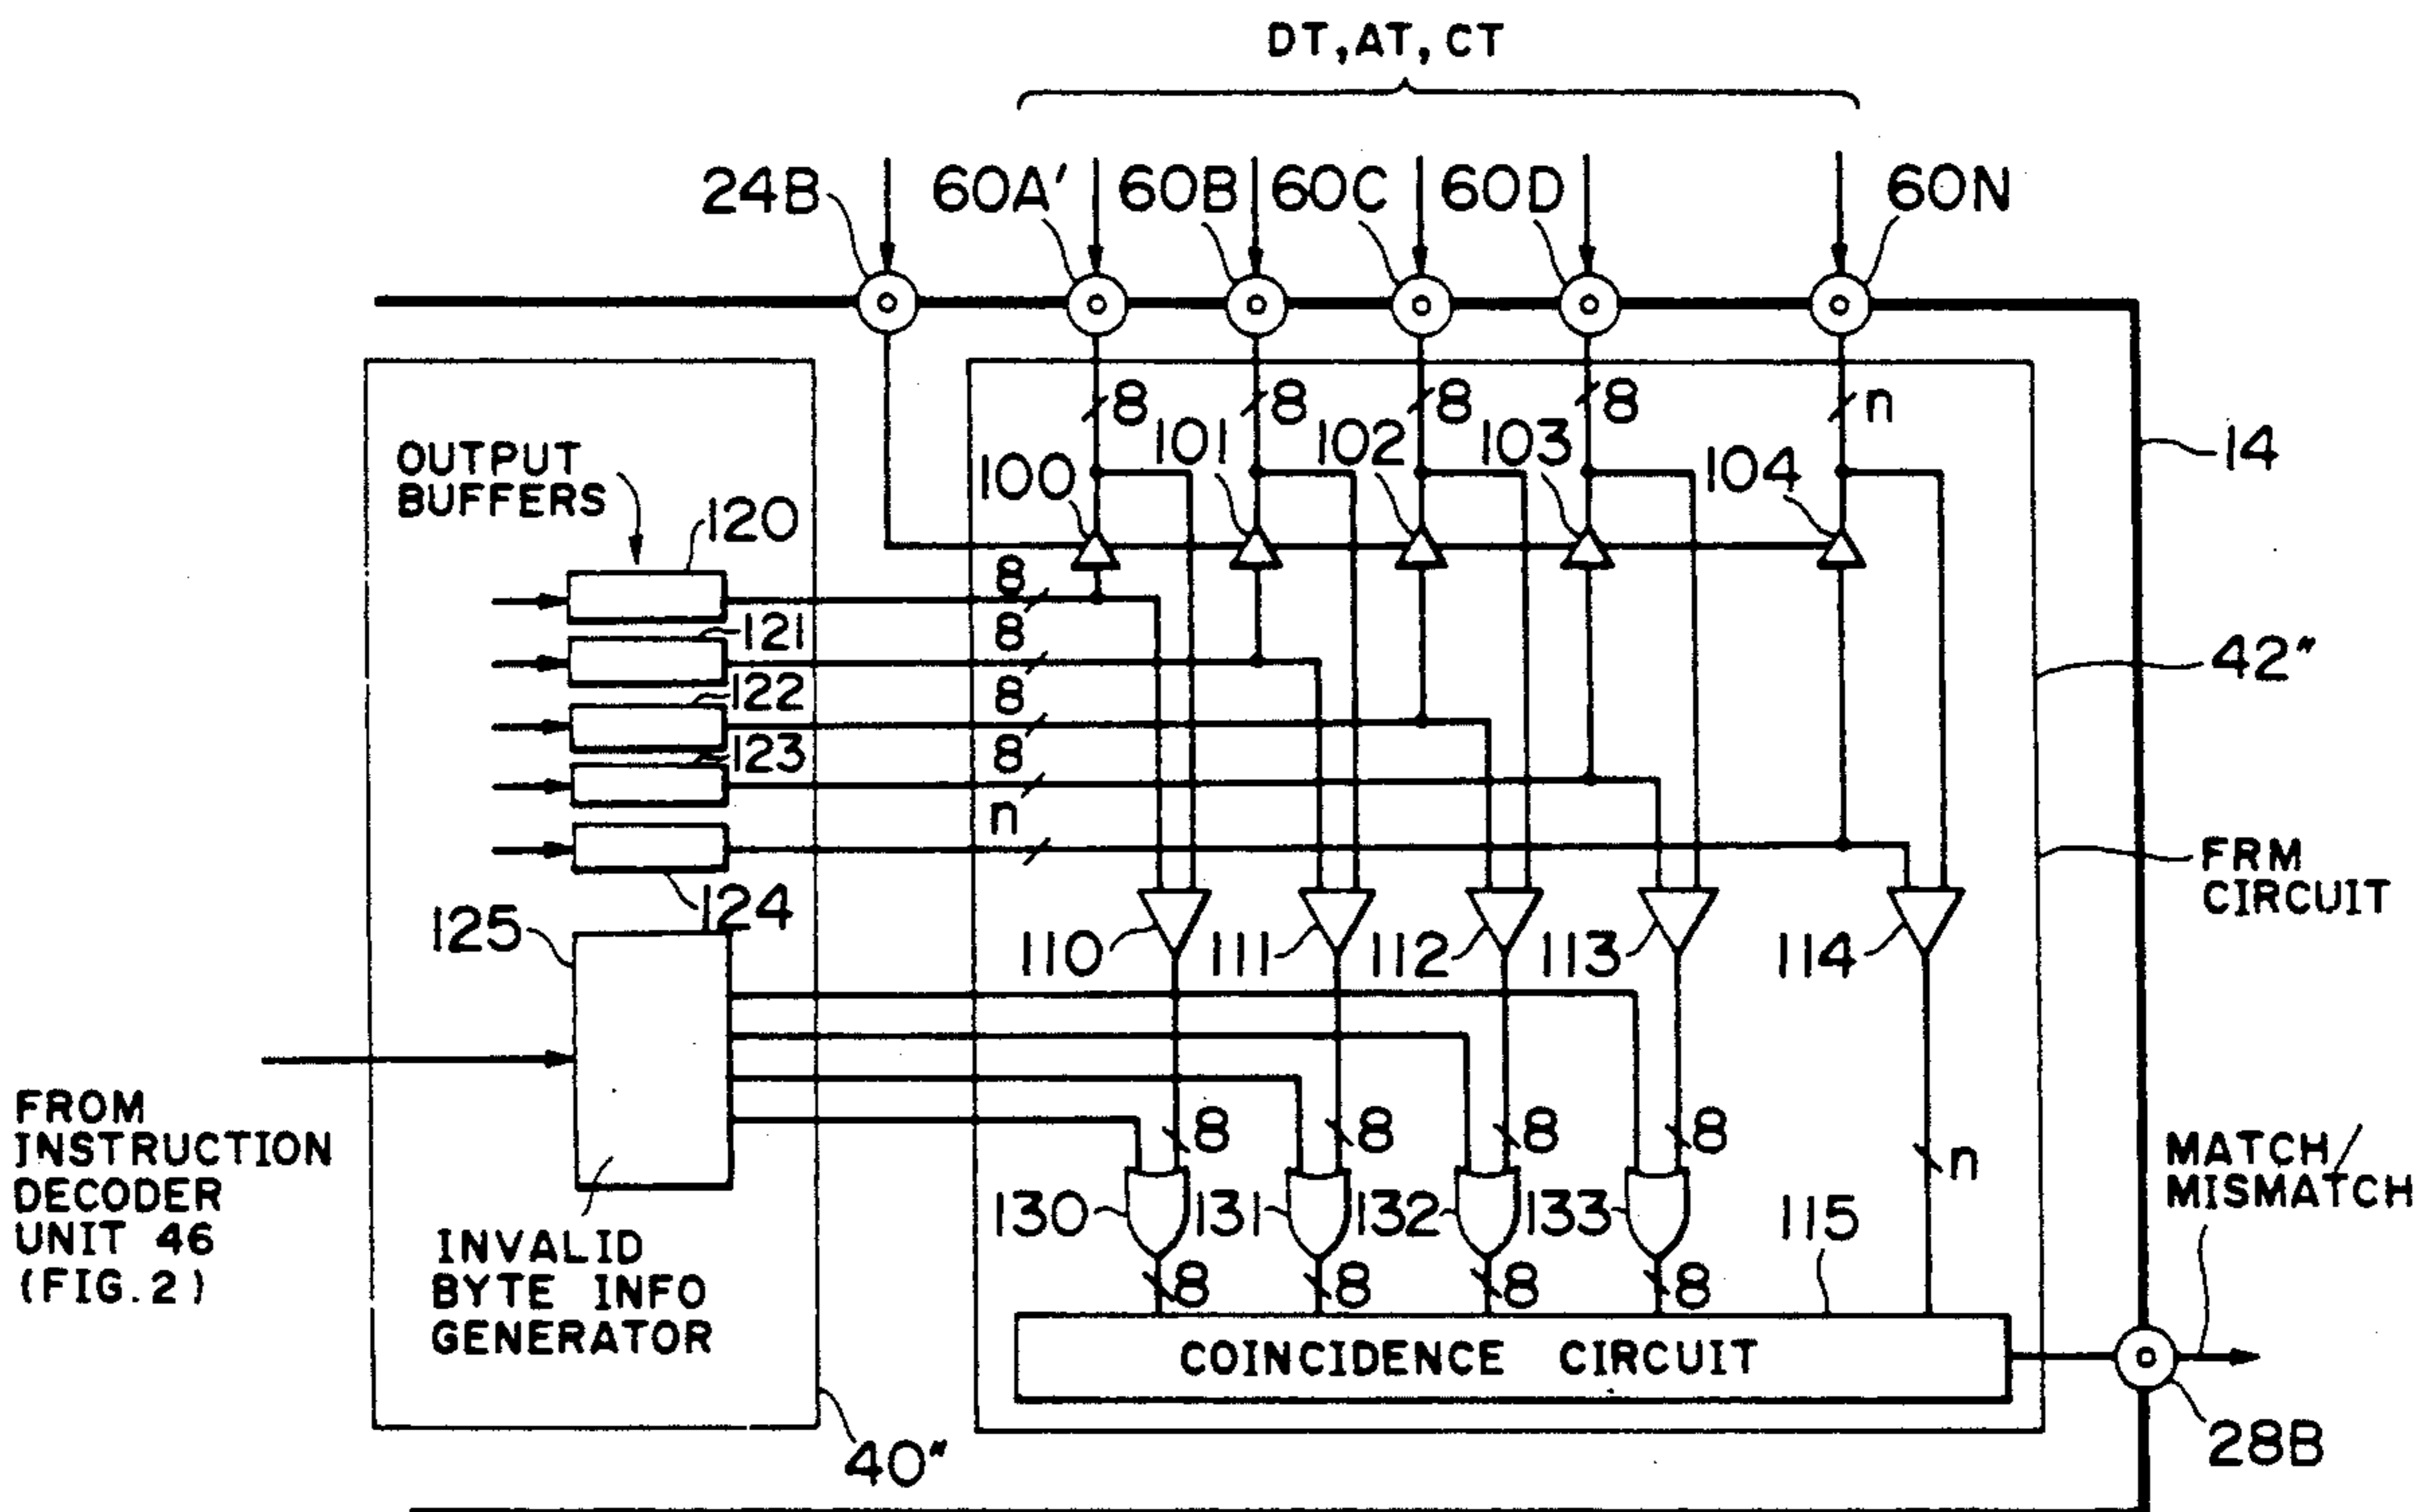 DT, AT, CT
24B
60A'
60B
60C
60D
60N
8
8
8
8
n
100
101
102
103
104
14
OUTPUT
BUFFERS
120
8
121
8
122
8
123
8
n
124
42"
FRM
CIRCUIT
125
110
111
112
113
114
FROM
INSTRUCTION
DECODER
UNIT 46
(FIG. 2)
8
8
8
8
n
MATCH/
MISMATCH
130
131
132
133
115
INVALID
BYTE INFO
GENERATOR
8
8
8
8
COINCIDENCE CIRCUIT
40"
28B